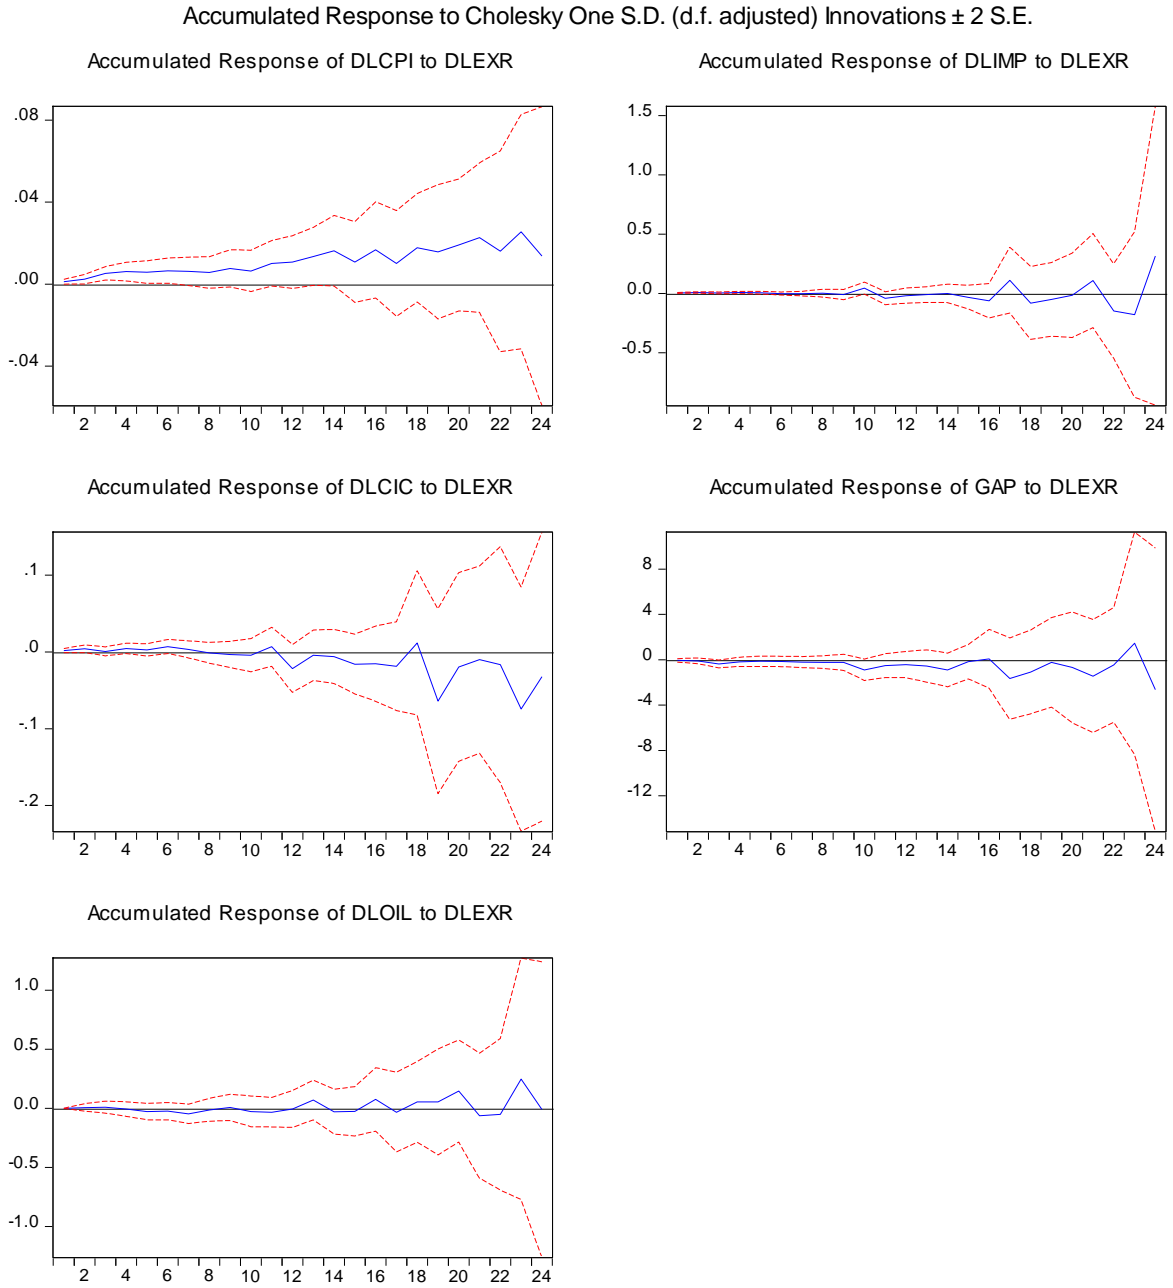 Accumulated Response to Cholesky One S.D. (d.f. adjusted) Innovations ± 2 S.E.
Accumulated Response of DLCPI to DLEXR
.08
.04
.00
-.04
2 4 6 8 10 12 14 16 18 20 22 24
Accumulated Response of DLIMP to DLEXR
1.5
1.0
0.5
0.0
-0.5
2 4 6 8 10 12 14 16 18 20 22 24
Accumulated Response of DLCIC to DLEXR
.1
.0
-.1
-.2
2 4 6 8 10 12 14 16 18 20 22 24
Accumulated Response of GAP to DLEXR
8
4
0
-4
-8
-12
2 4 6 8 10 12 14 16 18 20 22 24
Accumulated Response of DLOIL to DLEXR
1.0
0.5
0.0
-0.5
-1.0
2 4 6 8 10 12 14 16 18 20 22 24